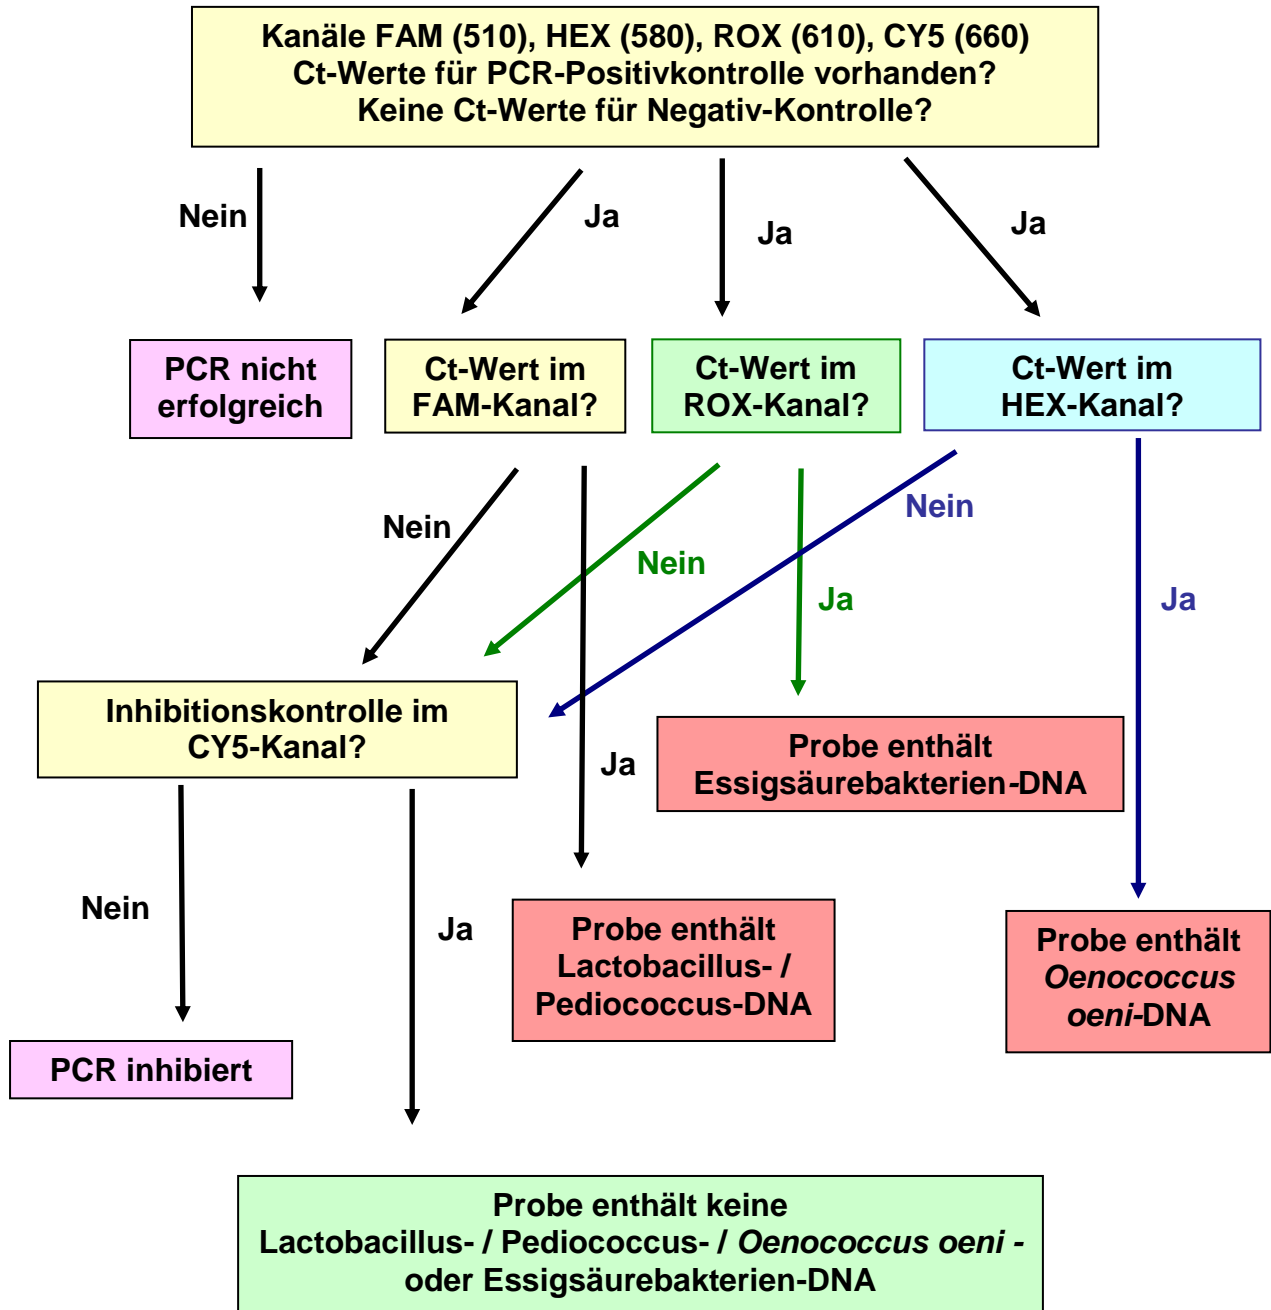 Kanäle FAM (510), HEX (580), ROX (610), CY5 (660)
Ct-Werte für PCR-Positivkontrolle vorhanden?
Keine Ct-Werte für Negativ-Kontrolle?
Nein
Ja
Ja
Ja
PCR nicht
erfolgreich
Ct-Wert im
FAM-Kanal?
Ct-Wert im
ROX-Kanal?
Ct-Wert im
HEX-Kanal?
Nein
Nein
Ja
Nein
Ja
Inhibitionskontrolle im
CY5-Kanal?
Ja
Probe enthält
Essigsäurebakterien-DNA
Nein
Ja
Probe enthält
Lactobacillus- /
Pediococcus-DNA
Probe enthält
Oenococcus
oeni-DNA
PCR inhibiert
Probe enthält keine
Lactobacillus- / Pediococcus- / Oenococcus oeni -
oder Essigsäurebakterien-DNA